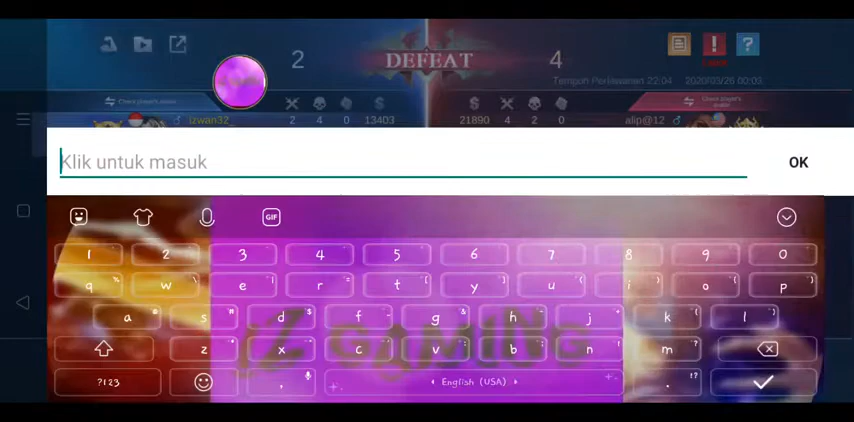 2 DEFEAT 4
Tempoh Perlawanan 22:04 2020/03/26 00:03
izwan32_ 2 4 0 13403 21890 4 2 0 alip@12
Klik untuk masuk OK
GIF
1 2 3 4 5 6 7 8 9 0
q w e r t y u i o p
a s d f g h j k l
z x c v b n m
?123 , English (USA) .
GAMING